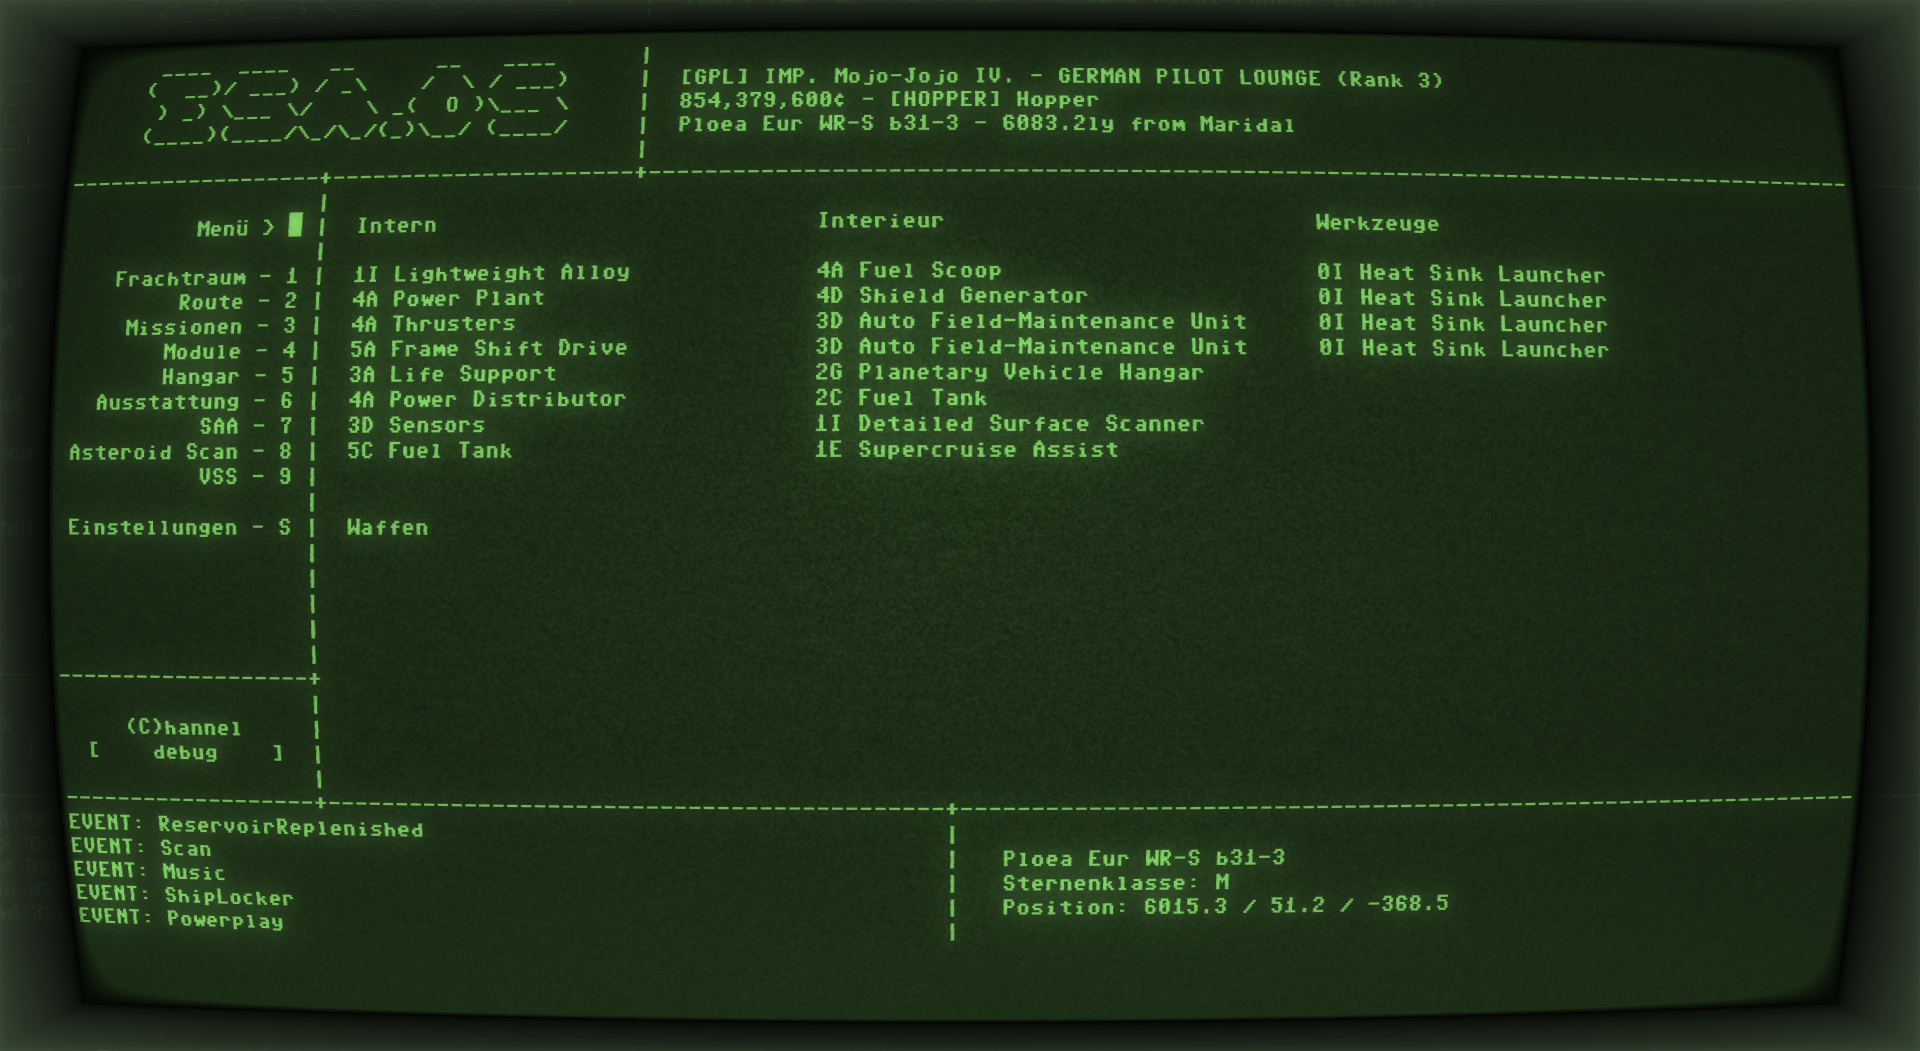 [GPL] IMP. Mojo-Jojo IV. - GERMAN PILOT LOUNGE (Rank 3)
854,379,600¢ - [HOPPER] Hopper
Ploea Eur WR-S b31-3 - 6083.2ly from Maridal
Menü >
Frachtraum - 1
Route - 2
Missionen - 3
Module - 4
Hangar - 5
Ausstattung - 6
SAA - 7
Asteroid Scan - 8
VSS - 9
Einstellungen - S
Intern
1I Lightweight Alloy
4A Power Plant
4A Thrusters
5A Frame Shift Drive
3A Life Support
4A Power Distributor
3D Sensors
5C Fuel Tank
Waffen
Interieur
4A Fuel Scoop
4D Shield Generator
3D Auto Field-Maintenance Unit
3D Auto Field-Maintenance Unit
2G Planetary Vehicle Hangar
2C Fuel Tank
1I Detailed Surface Scanner
1E Supercruise Assist
Werkzeuge
0I Heat Sink Launcher
0I Heat Sink Launcher
0I Heat Sink Launcher
0I Heat Sink Launcher
(C)hannel
[ debug ]
EVENT: ReservoirReplenished
EVENT: Scan
EVENT: Music
EVENT: ShipLocker
EVENT: Powerplay
Ploea Eur WR-S b31-3
Sternenklasse: M
Position: 6015.3 / 51.2 / -368.5